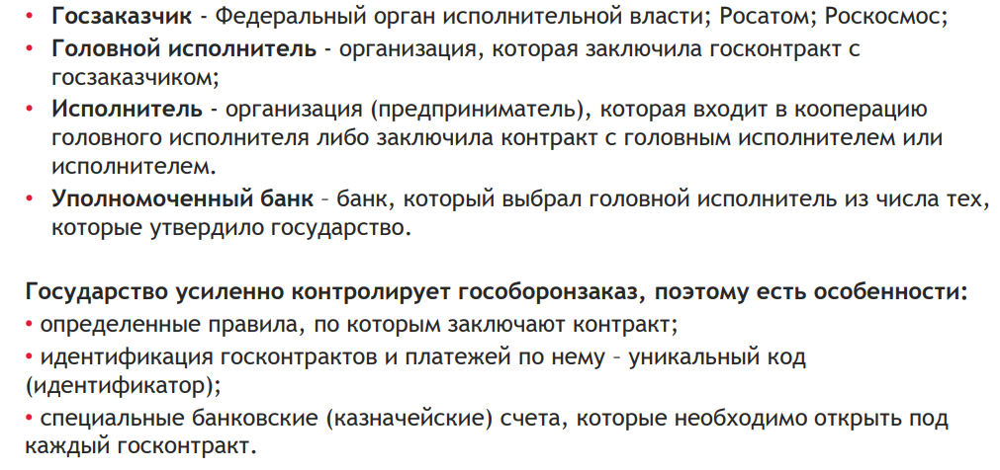 • Госзаказчик - Федеральный орган исполнительной власти; Росатом; Роскосмос;
• Головной исполнитель - организация, которая заключила госконтракт с
госзаказчиком;
• Исполнитель - организация (предприниматель), которая входит в кооперацию
головного исполнителя либо заключила контракт с головным исполнителем или
исполнителем.
• Уполномоченный банк – банк, который выбрал головной исполнитель из числа тех,
которые утвердило государство.
Государство усиленно контролирует гособоронзаказ, поэтому есть особенности:
• определенные правила, по которым заключают контракт;
• идентификация госконтрактов и платежей по нему – уникальный код
(идентификатор);
• специальные банковские (казначейские) счета, которые необходимо открыть под
каждый госконтракт.